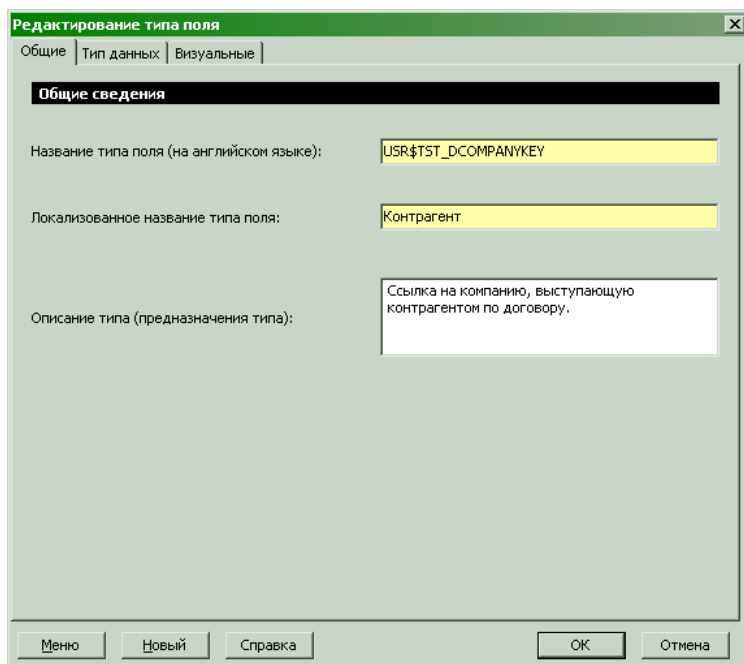 Редактирование типа поля
Общие Тип данных Визуальные
Общие сведения
Название типа поля (на английском языке): USR$TST_DCOMPANYKEY
Локализованное название типа поля: Контрагент
Ссылка на компанию, выступающую
контрагентом по договору.
Описание типа (предназначения типа):
Меню Новый Справка OK Отмена